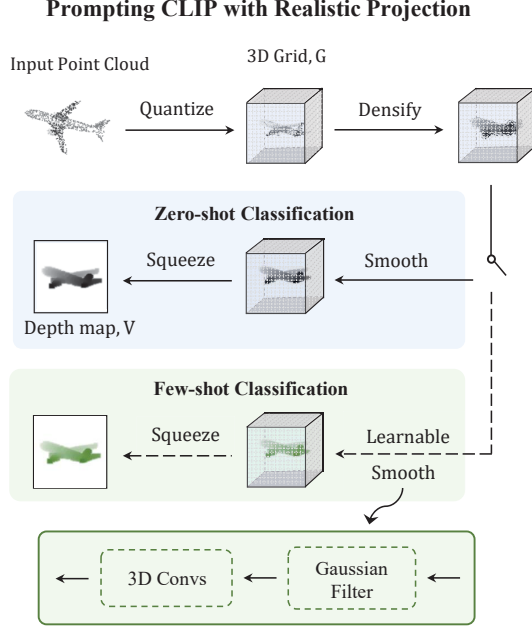 Prompting CLIP with Realistic Projection
Input Point Cloud
3D Grid, G
Quantize
Densify
Zero-shot Classification
Squeeze
Smooth
Depth map, V
Few-shot Classification
Squeeze
Learnable
Smooth
3D Convs
Gaussian
Filter